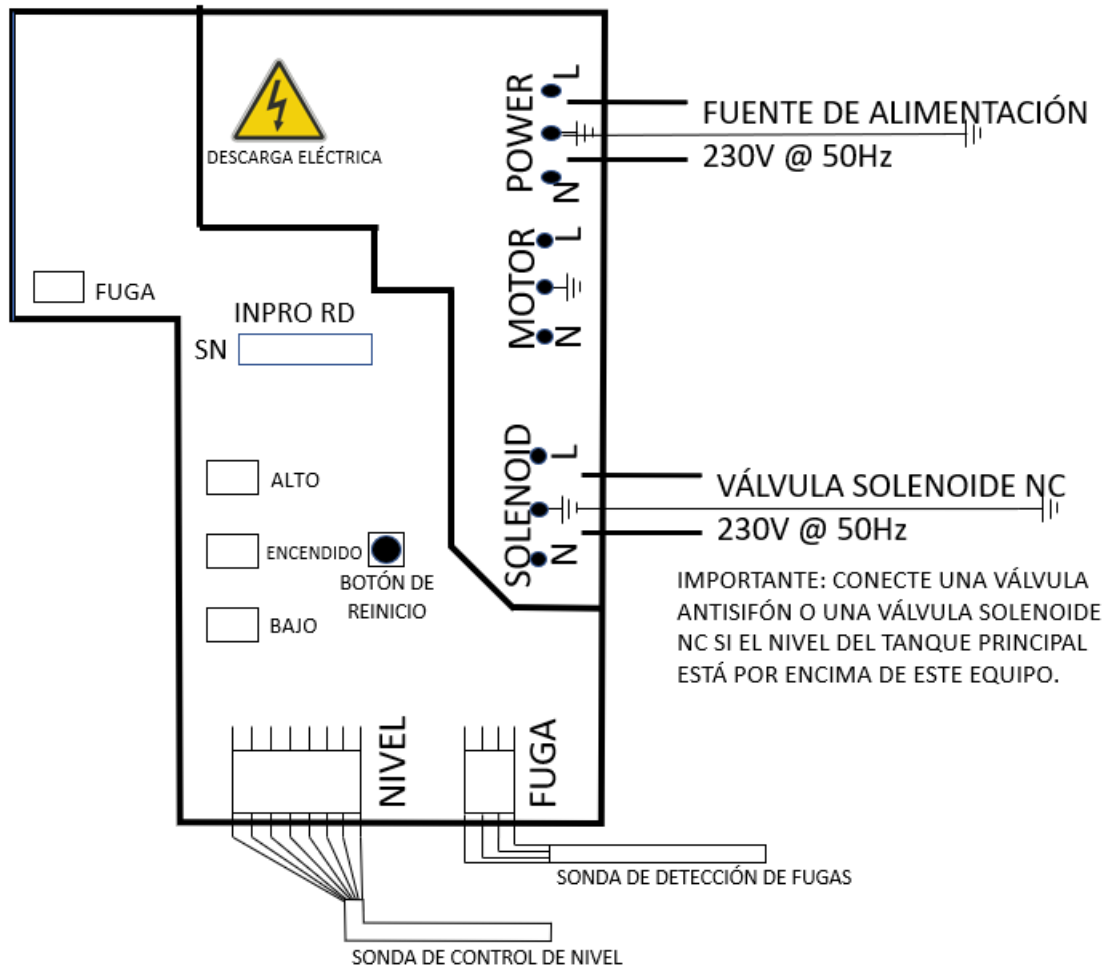 DESCARGA ELÉCTRICA
POWER
L
N
FUENTE DE ALIMENTACIÓN
230V @ 50Hz
MOTOR
L
N
FUGA
INPRO RD
SN
SOLENOID
L
N
VÁLVULA SOLENOIDE NC
230V @ 50Hz
ALTO
ENCENDIDO
BOTÓN DE
REINICIO
BAJO
IMPORTANTE: CONECTE UNA VÁLVULA
ANTISIFÓN O UNA VÁLVULA SOLENOIDE
NC SI EL NIVEL DEL TANQUE PRINCIPAL
ESTÁ POR ENCIMA DE ESTE EQUIPO.
NIVEL
FUGA
SONDA DE DETECCIÓN DE FUGAS
SONDA DE CONTROL DE NIVEL